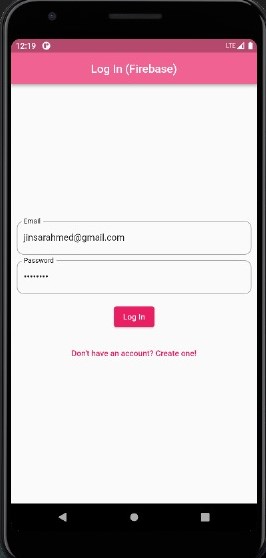 12:19
LTE
Log In (Firebase)
Email
jinsarahmed@gmail.com
Password
••••••••
Log In
Don't have an account? Create one!